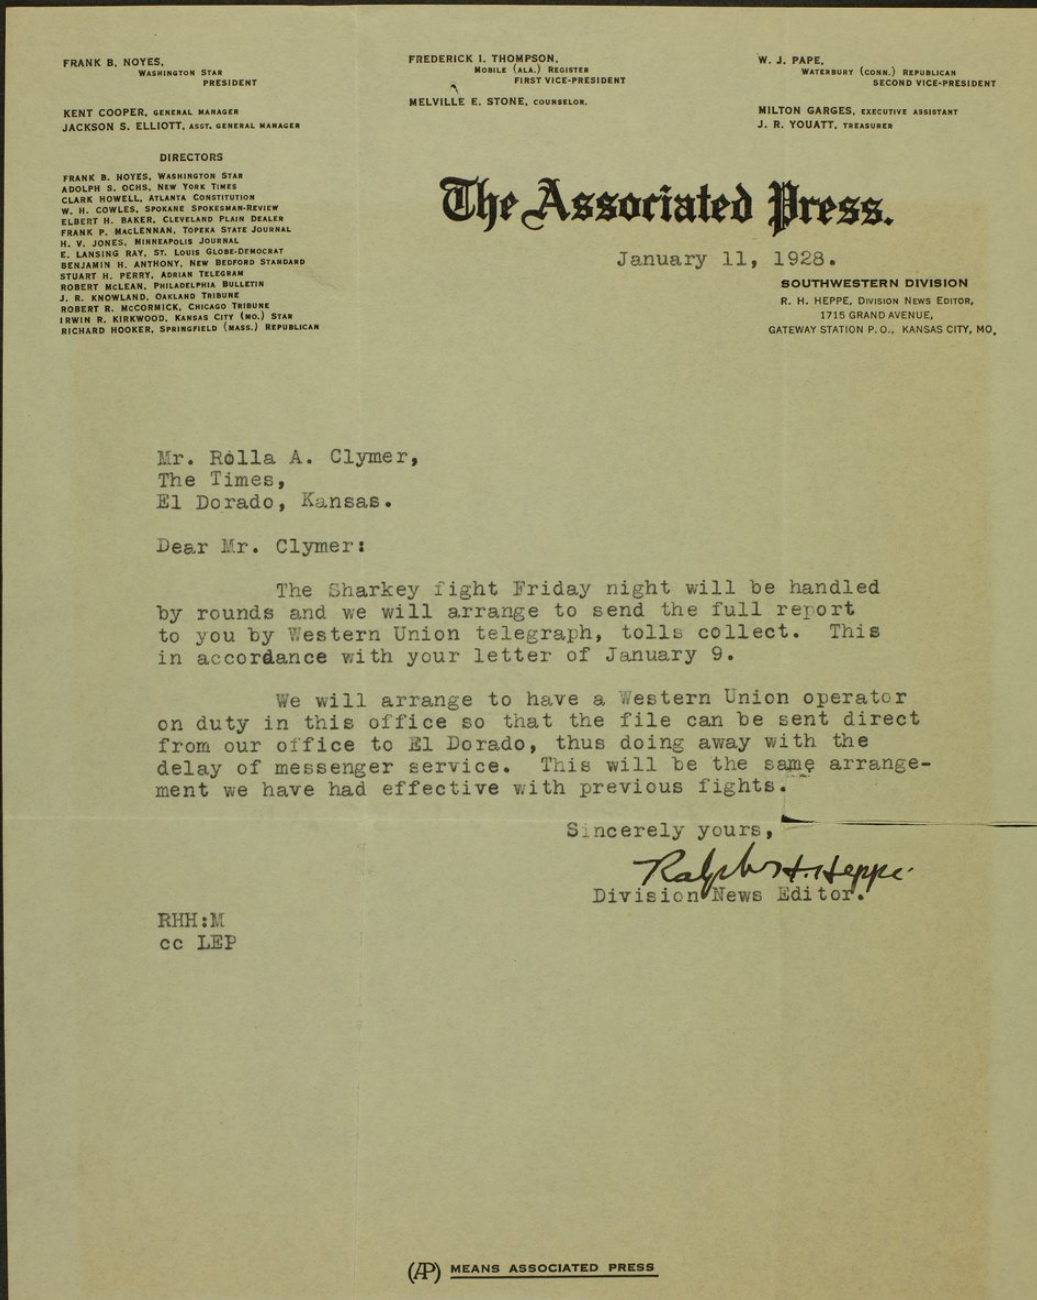 FRANK B. NOYES,
WASHINGTON STAR
PRESIDENT
FREDERICK I. THOMPSON,
MOBILE (ALA.) REGISTER
FIRST VICE-PRESIDENT
W. J. PAPE,
WATERBURY (CONN.) REPUBLICAN
SECOND VICE-PRESIDENT
KENT COOPER, GENERAL MANAGER
JACKSON S. ELLIOTT, ASST. GENERAL MANAGER
MELVILLE E. STONE, COUNSELOR.
MILTON GARGES, EXECUTIVE ASSISTANT
J. R. YOUATT, TREASURER
DIRECTORS
FRANK B. NOYES, WASHINGTON STAR
ADOLPH S. OCHS, NEW YORK TIMES
CLARK HOWELL, ATLANTA CONSTITUTION
W. H. COWLES, SPOKANE SPOKESMAN-REVIEW
ELBERT H. BAKER, CLEVELAND PLAIN DEALER
FRANK P. MACLENNAN, TOPEKA STATE JOURNAL
H. V. JONES, MINNEAPOLIS JOURNAL
E. LANSING RAY, ST. LOUIS GLOBE-DEMOCRAT
BENJAMIN H. ANTHONY, NEW BEDFORD STANDARD
STUART H. PERRY, ADRIAN TELEGRAM
ROBERT MCLEAN, PHILADELPHIA BULLETIN
J. R. KNOWLAND, OAKLAND TRIBUNE
ROBERT R. MCCORMICK, CHICAGO TRIBUNE
IRWIN R. KIRKWOOD, KANSAS CITY (MO.) STAR
RICHARD HOOKER, SPRINGFIELD (MASS.) REPUBLICAN
The Associated Press.
January 11, 1928.
SOUTHWESTERN DIVISION
R. H. HEPPE, DIVISION NEWS EDITOR,
1715 GRAND AVENUE,
GATEWAY STATION P. O., KANSAS CITY, MO.
Mr. Rolla A. Clymer,
The Times,
El Dorado, Kansas.
Dear Mr. Clymer:
The Sharkey fight Friday night will be handled
by rounds and we will arrange to send the full report
to you by Western Union telegraph, tolls collect. This
in accordance with your letter of January 9.
We will arrange to have a Western Union operator
on duty in this office so that the file can be sent direct
from our office to El Dorado, thus doing away with the
delay of messenger service. This will be the same arrange-
ment we have had effective with previous fights.
Sincerely yours,
Ralph H. Heppe
Division News Editor.
RHH:M
cc LEP
(AP) MEANS ASSOCIATED PRESS